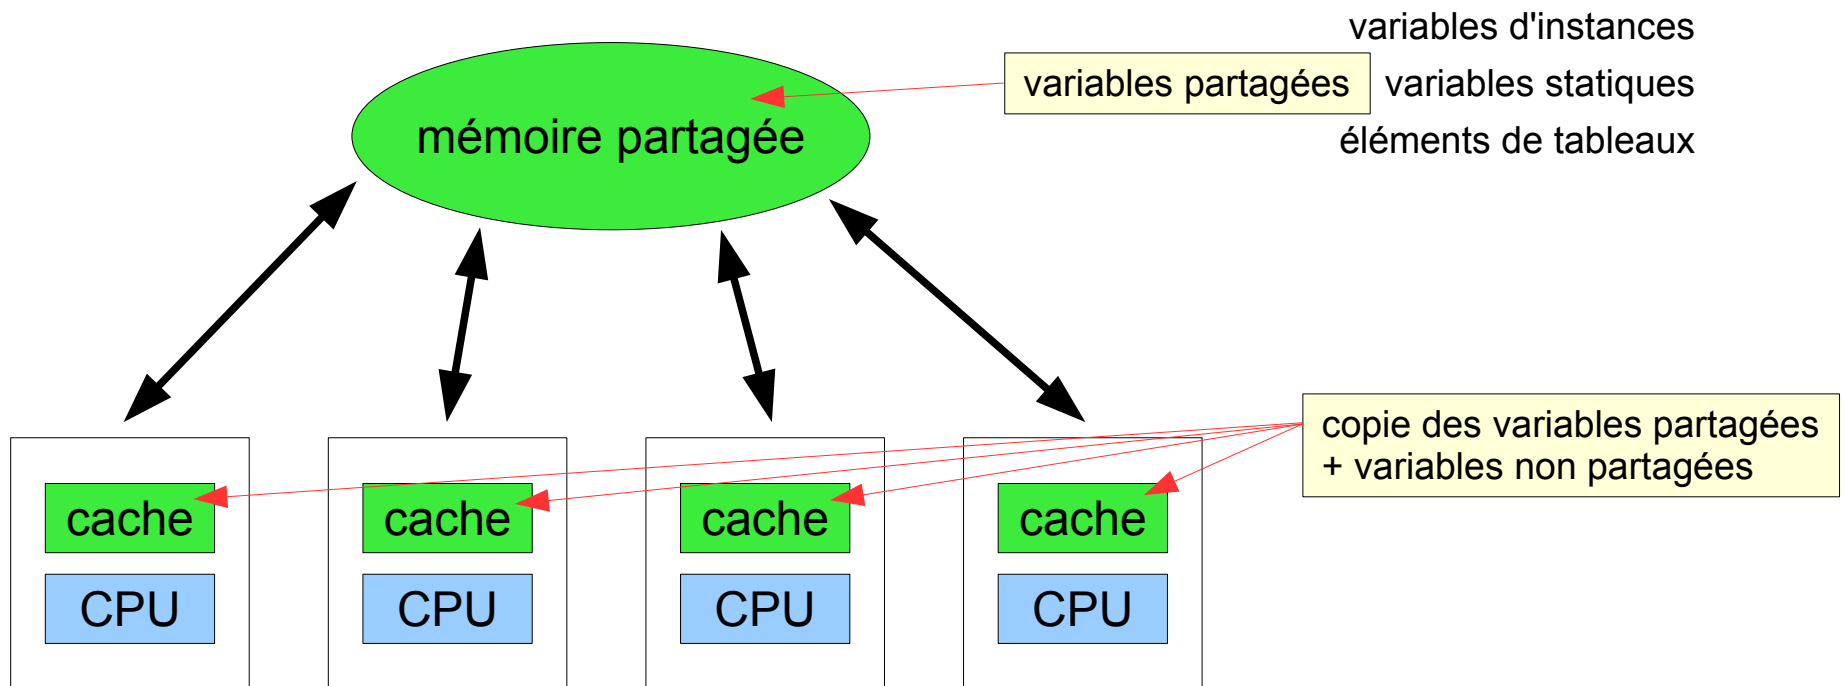 variables d'instances
variables partagées
variables statiques
éléments de tableaux
mémoire partagée
copie des variables partagées
+ variables non partagées
cache
cache
cache
cache
CPU
CPU
CPU
CPU